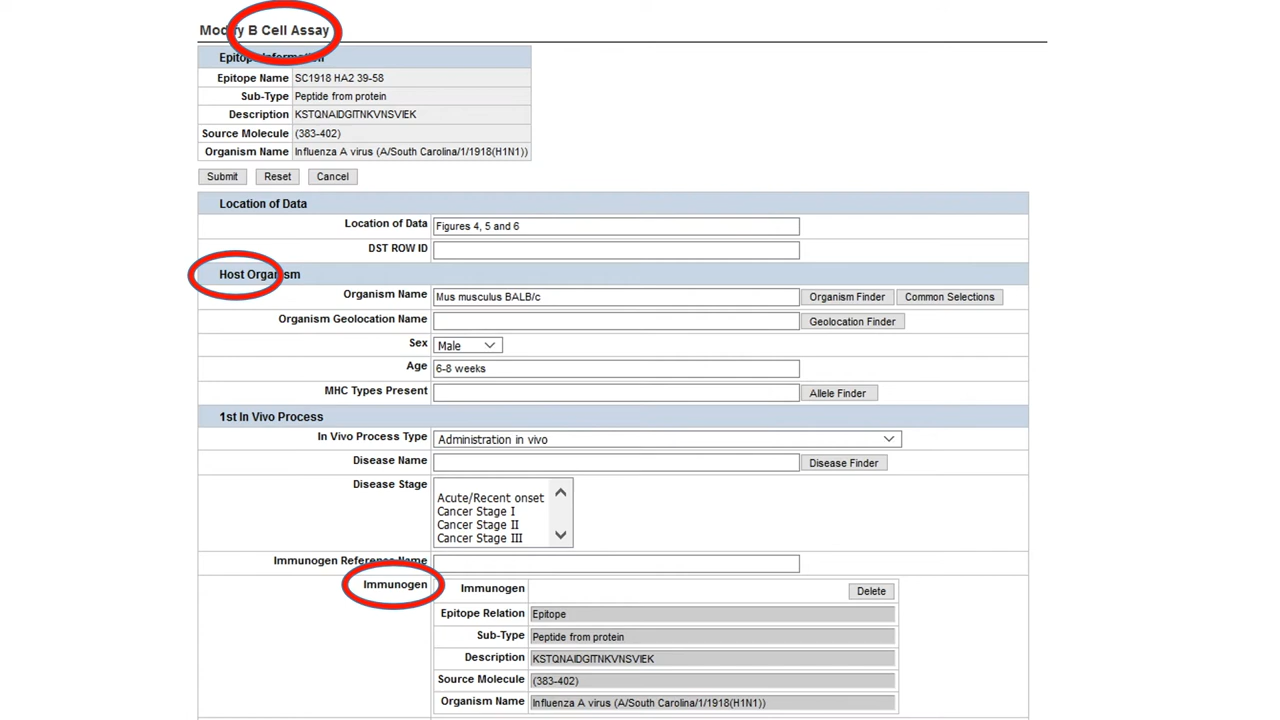 Modify B Cell Assay
Epitope Information
Epitope Name SC1918 HA2 39-58
Sub-Type Peptide from protein
Description KSTQNAIDGITNKVNSVIEK
Source Molecule (383-402)
Organism Name Influenza A virus (A/South Carolina/1/1918(H1N1))
Submit Reset Cancel
Location of Data
Location of Data Figures 4, 5 and 6
DST ROW ID
Host Organism
Organism Name Mus musculus BALB/c Organism Finder Common Selections
Organism Geolocation Name Geolocation Finder
Sex Male
Age 6-8 weeks
MHC Types Present Allele Finder
1st In Vivo Process
In Vivo Process Type Administration in vivo
Disease Name Disease Finder
Disease Stage
Acute/Recent onset
Cancer Stage I
Cancer Stage II
Cancer Stage III
Immunogen Reference Name
Immunogen Immunogen Delete
Epitope Relation Epitope
Sub-Type Peptide from protein
Description KSTQNAIDGITNKVNSVIEK
Source Molecule (383-402)
Organism Name Influenza A virus (A/South Carolina/1/1918(H1N1))